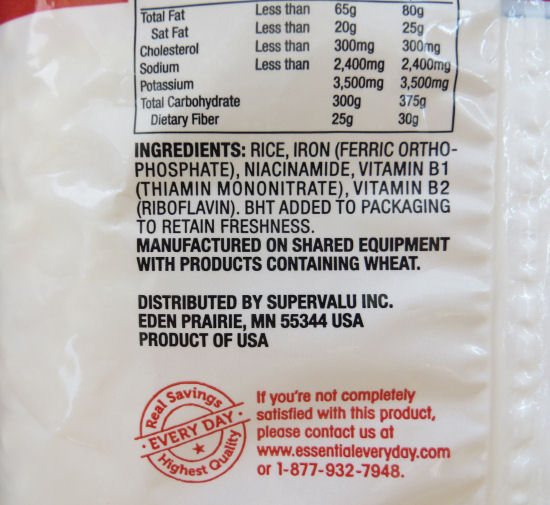 Total Fat Less than 65g 80g
Sat Fat Less than 20g 25g
Cholesterol Less than 300mg 300mg
Sodium Less than 2,400mg 2,400mg
Potassium 3,500mg 3,500mg
Total Carbohydrate 300g 375g
Dietary Fiber 25g 30g
INGREDIENTS: RICE, IRON (FERRIC ORTHO-
PHOSPHATE), NIACINAMIDE, VITAMIN B1
(THIAMIN MONONITRATE), VITAMIN B2
(RIBOFLAVIN). BHT ADDED TO PACKAGING
TO RETAIN FRESHNESS.
MANUFACTURED ON SHARED EQUIPMENT
WITH PRODUCTS CONTAINING WHEAT.
DISTRIBUTED BY SUPERVALU INC.
EDEN PRAIRIE, MN 55344 USA
PRODUCT OF USA
Real Savings
EVERY DAY
Highest Quality
If you're not completely
satisfied with this product,
please contact us at
www.essentialeveryday.com
or 1-877-932-7948.